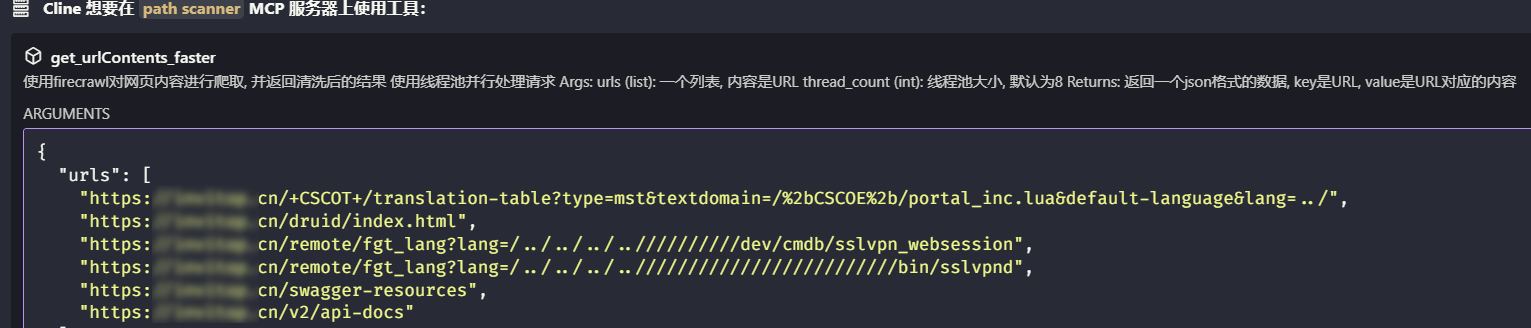 Cline 想要在 path scanner MCP 服务器上使用工具:
get_urlContents_faster
使用firecrawl对网页内容进行爬取, 并返回清洗后的结果 使用线程池并行处理请求 Args: urls (list): 一个列表, 内容是URL thread_count (int): 线程池大小, 默认为8 Returns: 返回一个json格式的数据, key是URL, value是URL对应的内容
ARGUMENTS
{
"urls": [
"https: cn/+CSCOT+/translation-table?type=mst&textdomain=/%2bCSCOE%2b/portal_inc.lua&default-language&lang=../",
"https: cn/druid/index.html",
"https: cn/remote/fgt_lang?lang=/../../../..//////////dev/cmdb/sslvpn_websession",
"https: cn/remote/fgt_lang?lang=/../../../..////////////////////////bin/sslvpnd",
"https: cn/swagger-resources",
"https: cn/v2/api-docs"